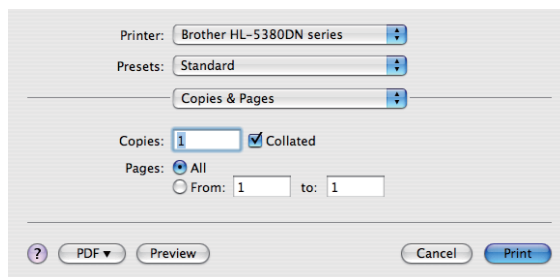 Printer: Brother HL-5380DN series
Presets: Standard
Copies & Pages
Copies: 1 Collated
Pages: All
From: 1 to: 1
? PDF▼ Preview Cancel Print